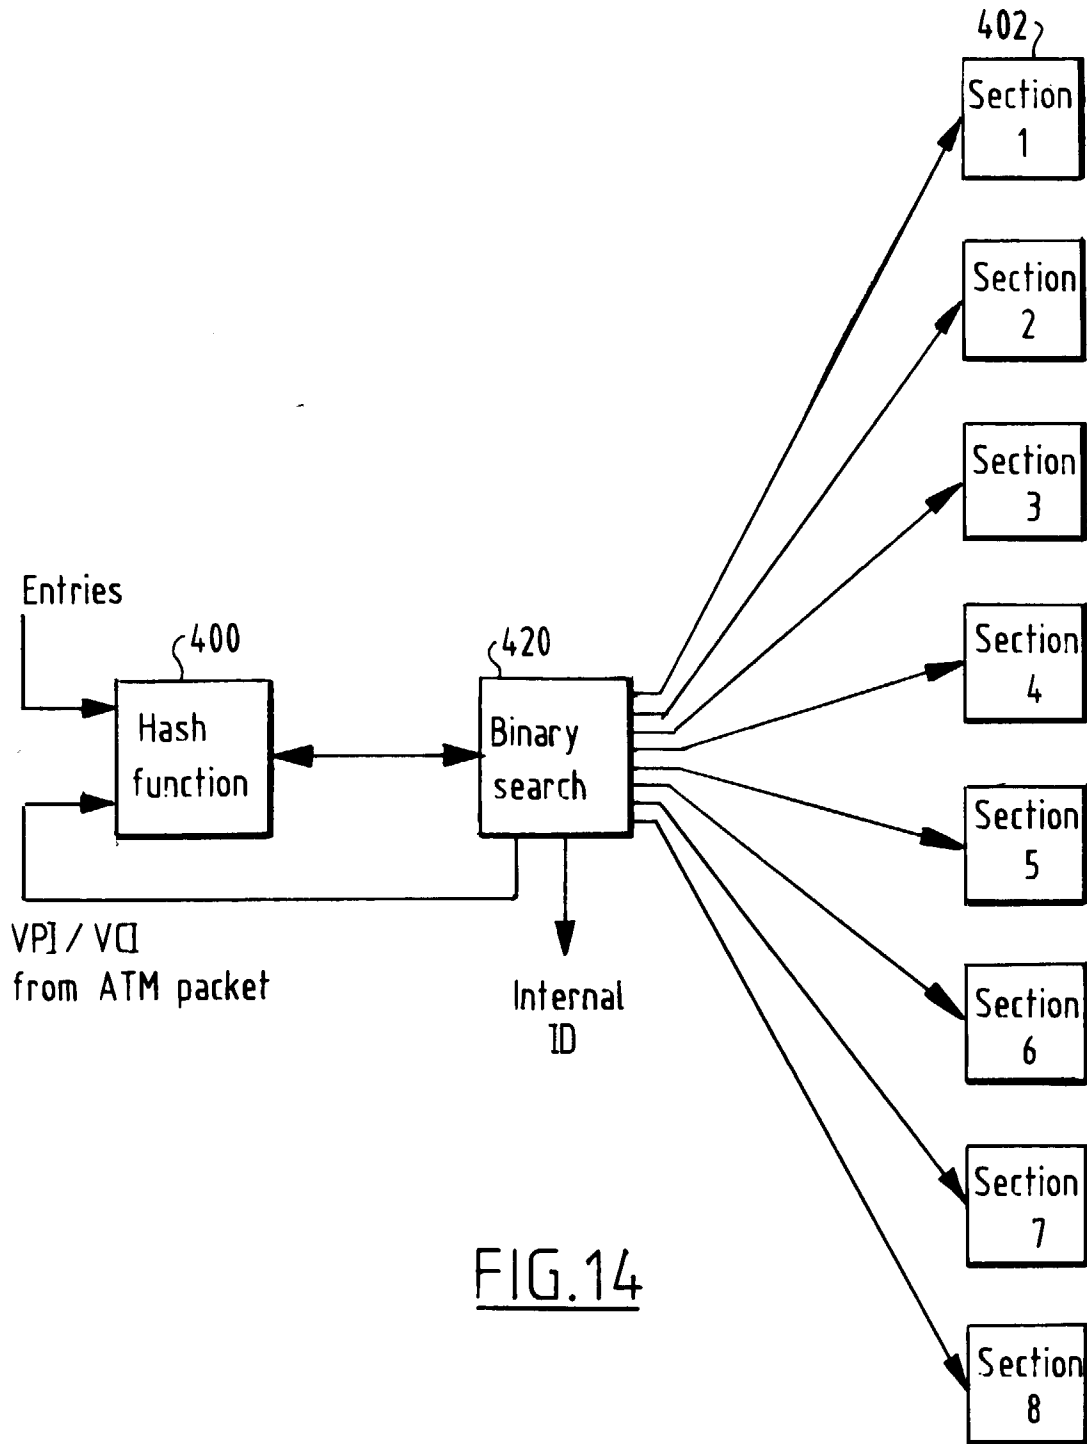 402
Section
1
Section
2
Section
3
Section
4
Section
5
Section
6
Section
7
Section
8
Entries
400
Hash
function
420
Binary
search
VPI / VCI
from ATM packet
Internal
ID
FIG.14